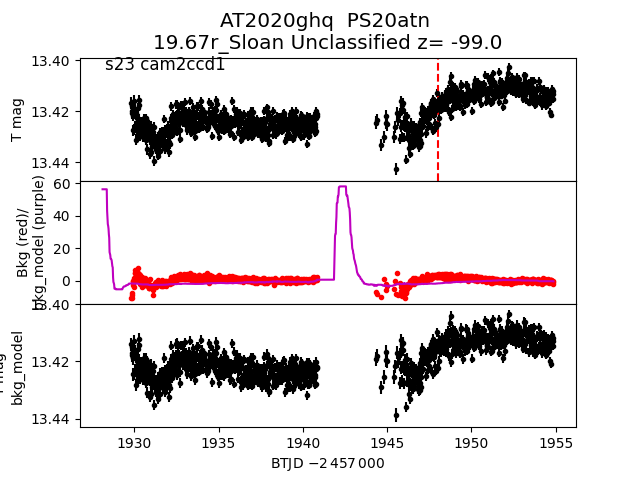 AT2020ghq  PS20atn
19.67r_Sloan Unclassified z= -99.0
s23 cam2ccd1
T mag
13.40
13.42
13.44
Bkg (red)/
bkg_model (purple)
60
40
20
0
bkg_model
13.40
13.42
13.44
1930
1935
1940
1945
1950
1955
BTJD −2 457 000